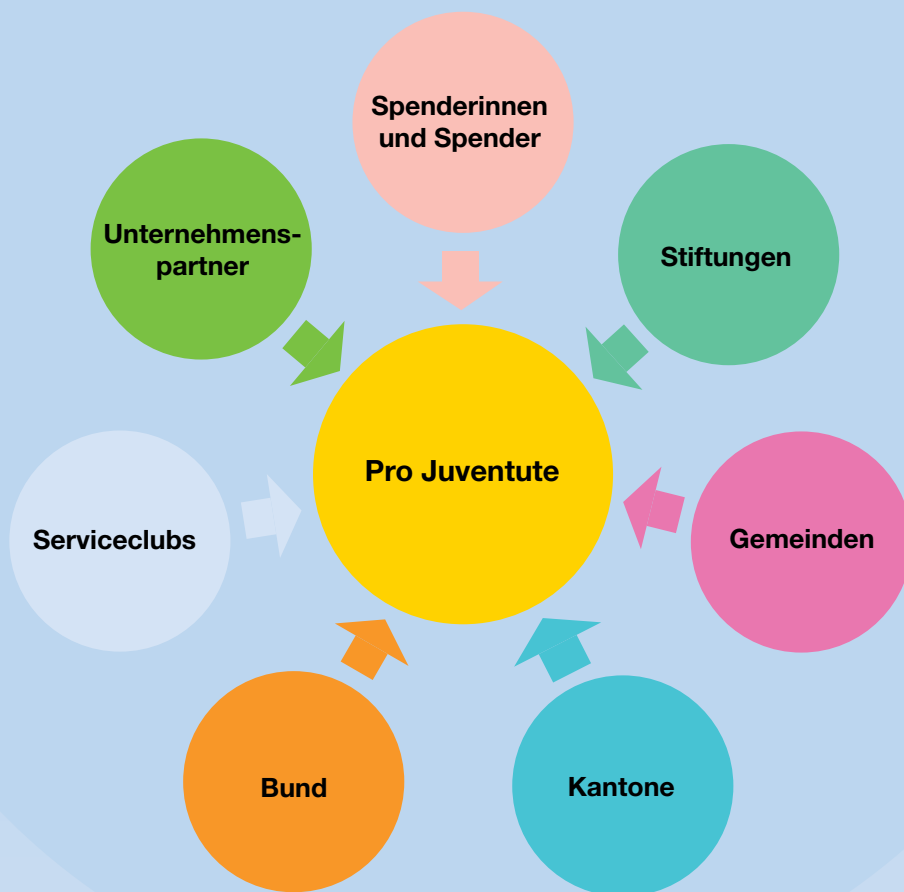 Spenderinnen
und Spender
Unternehmens-
partner
Stiftungen
Pro Juventute
Serviceclubs
Gemeinden
Bund
Kantone